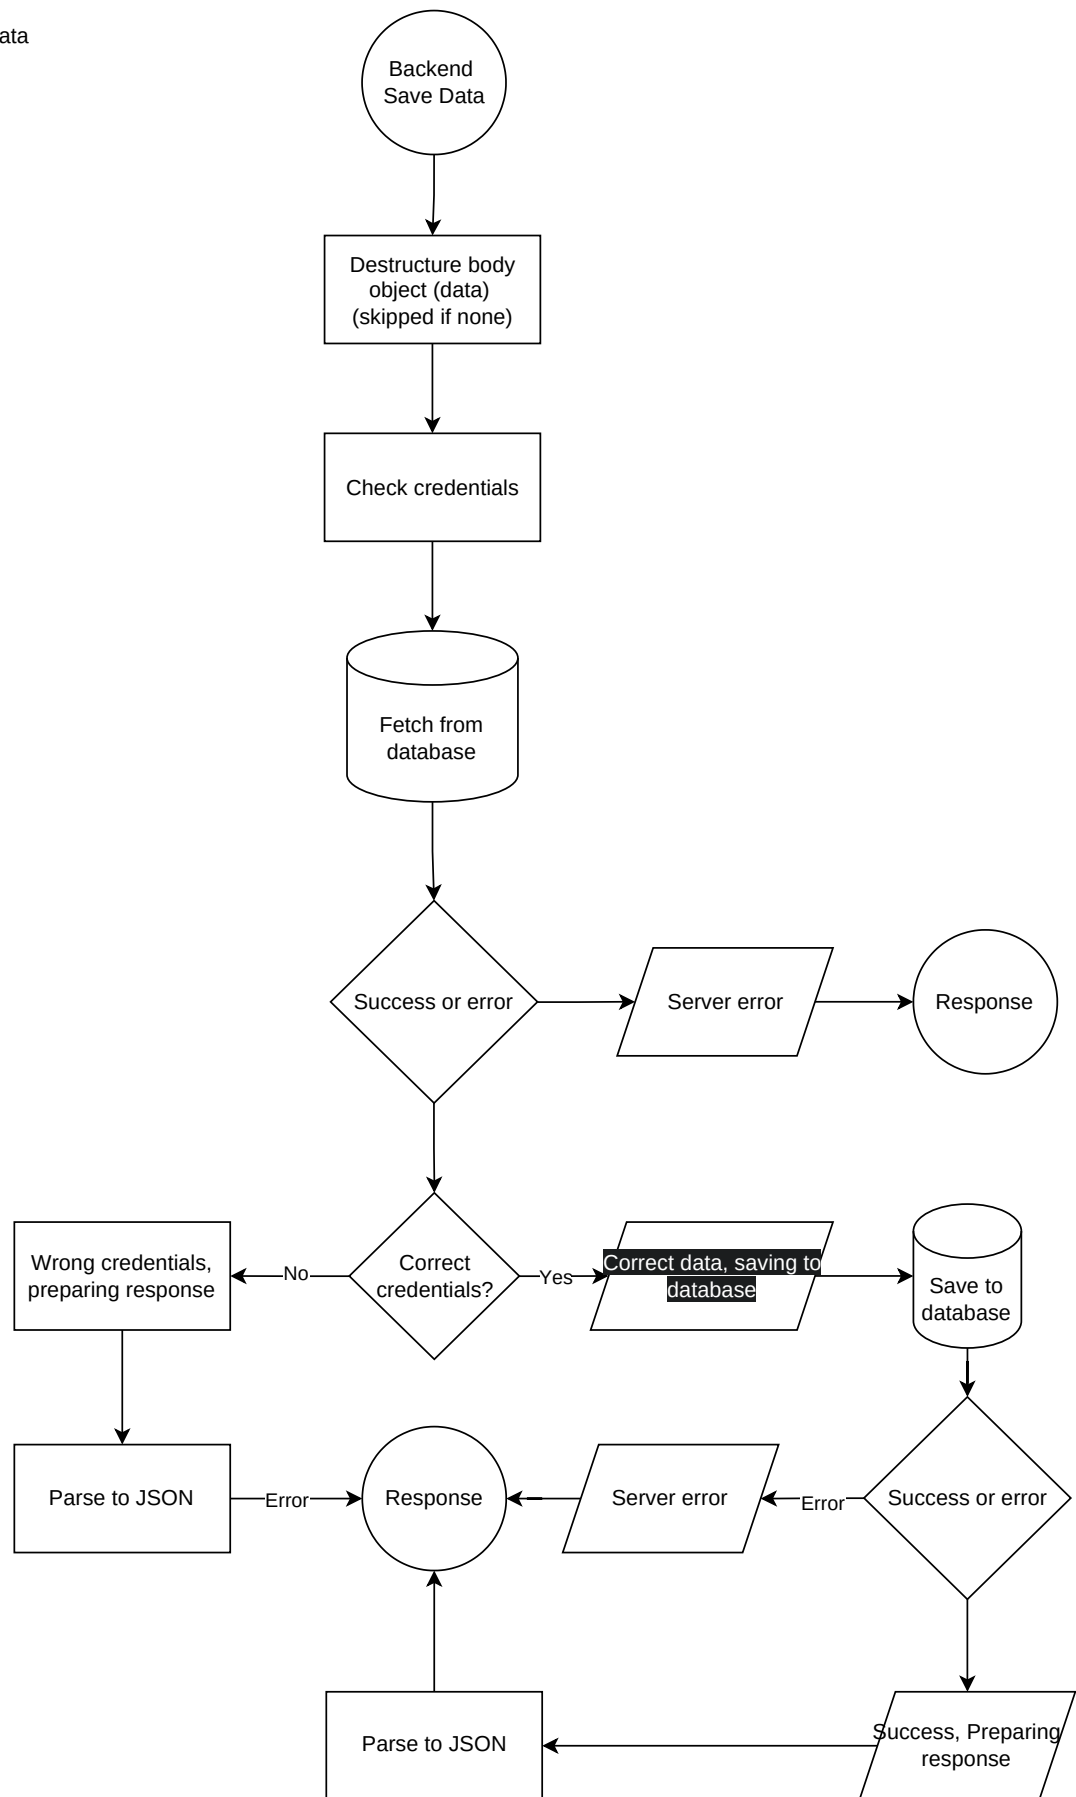 ata
Backend
Save Data
Destructure body
object (data)
(skipped if none)
Check credentials
Fetch from
database
Success or error
Server error
Response
Wrong credentials,
preparing response
No
Correct
credentials?
Yes
Correct data, saving to
database
Save to
database
Parse to JSON
Error
Response
Server error
Error
Success or error
Parse to JSON
Success, Preparing
response